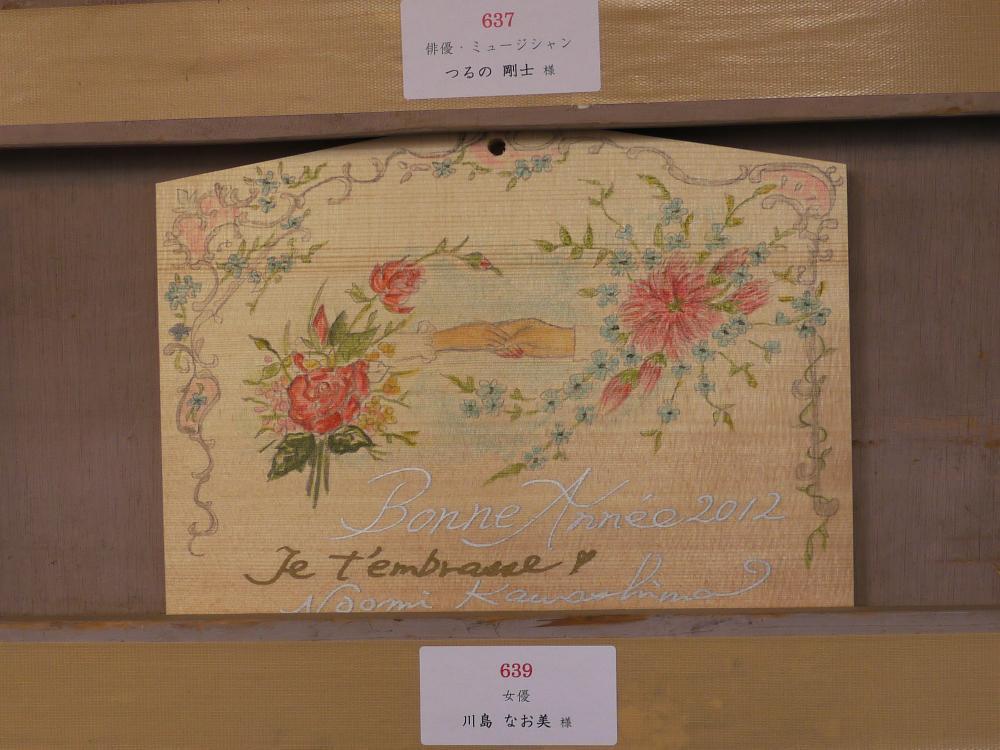 637
俳優・ミュージシャン
つるの 剛士 様
Bonne Année 2012
Je t'embrasse ♥
Naomi Kawashima
639
女優
川島 なお美 様